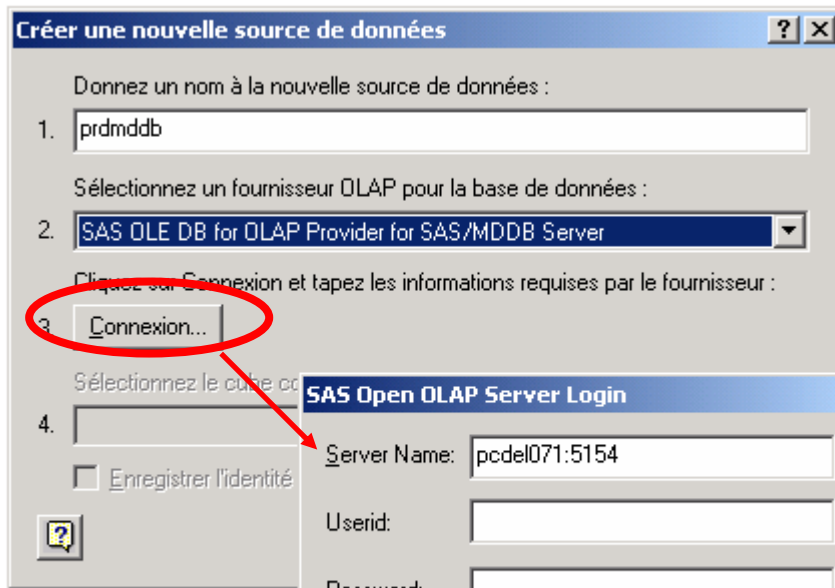 Créer une nouvelle source de données
Donnez un nom à la nouvelle source de données :
1. prdmddb
Sélectionnez un fournisseur OLAP pour la base de données :
2. SAS OLE DB for OLAP Provider for SAS/MDDB Server
Cliquez sur Connexion et tapez les informations requises par le fournisseur :
3. Connexion...
Sélectionnez le cube
4.
Enregistrer l'identité
SAS Open OLAP Server Login
Server Name: pcdel071:5154
Userid:
Password: